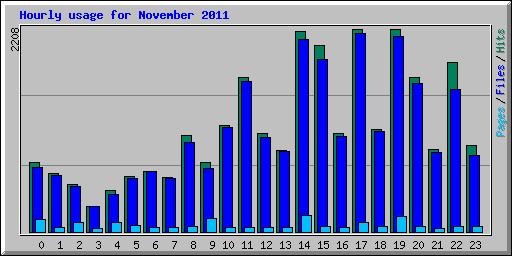 Hourly usage for November 2011
2208
Pages / Files / Hits
0 1 2 3 4 5 6 7 8 9 10 11 12 13 14 15 16 17 18 19 20 21 22 23